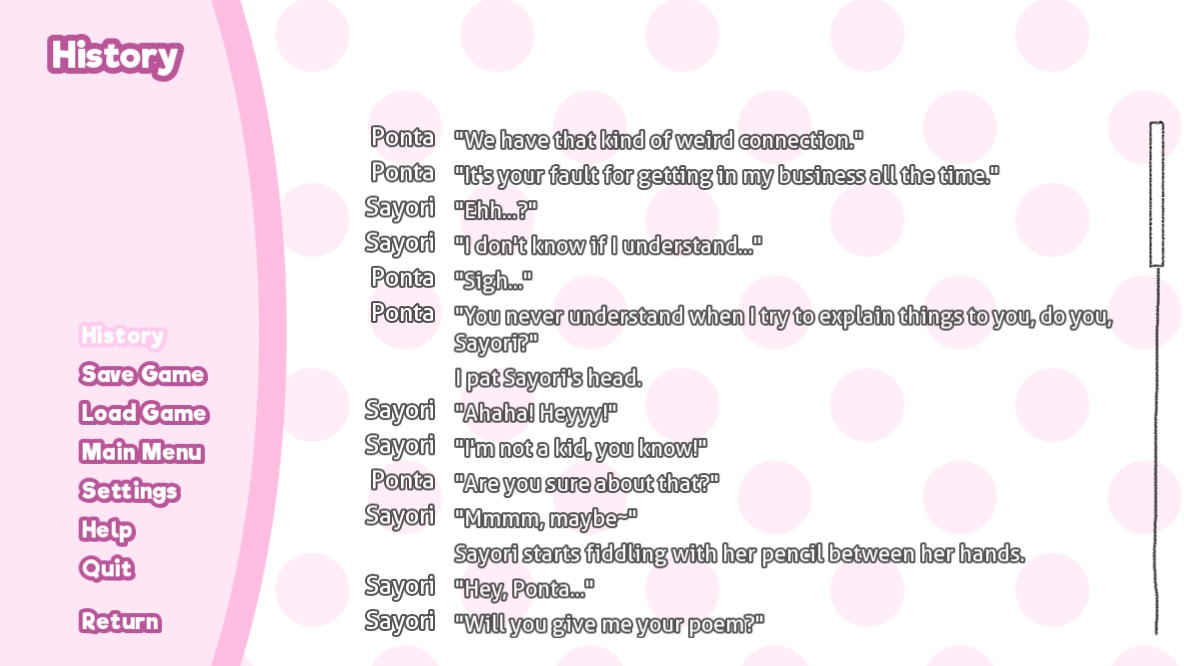 History
Ponta "We have that kind of weird connection."
Ponta "It's your fault for getting in my business all the time."
Sayori "Ehh...?"
Sayori "I don't know if I understand..."
Ponta "Sigh..."
Ponta "You never understand when I try to explain things to you, do you,
Sayori?"
I pat Sayori's head.
Sayori "Ahaha! Heyyy!"
Sayori "I'm not a kid, you know!"
Ponta "Are you sure about that?"
Sayori "Mmmm, maybe~"
Sayori starts fiddling with her pencil between her hands.
Sayori "Hey, Ponta..."
Sayori "Will you give me your poem?"
History
Save Game
Load Game
Main Menu
Settings
Help
Quit
Return